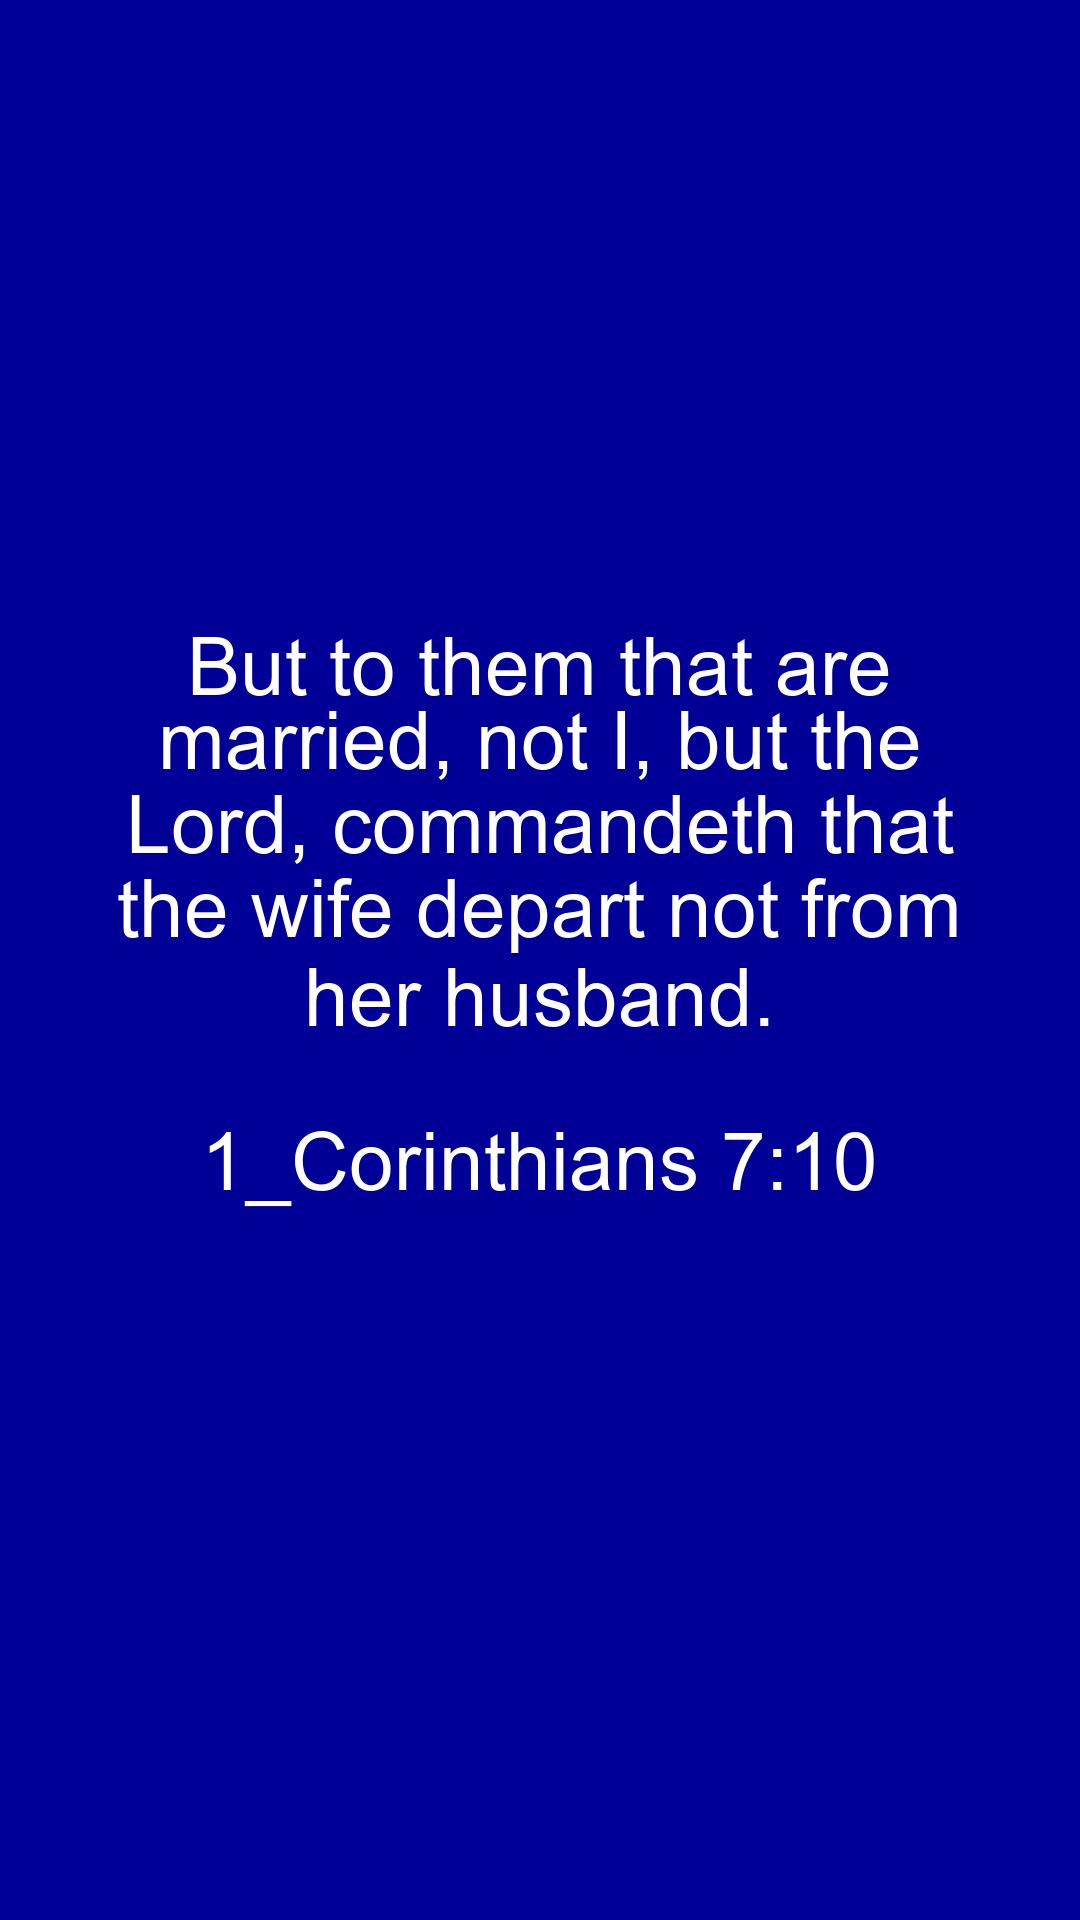 But to them that are
married, not I, but the
Lord, commandeth that
the wife depart not from
her husband.
1_Corinthians 7:10